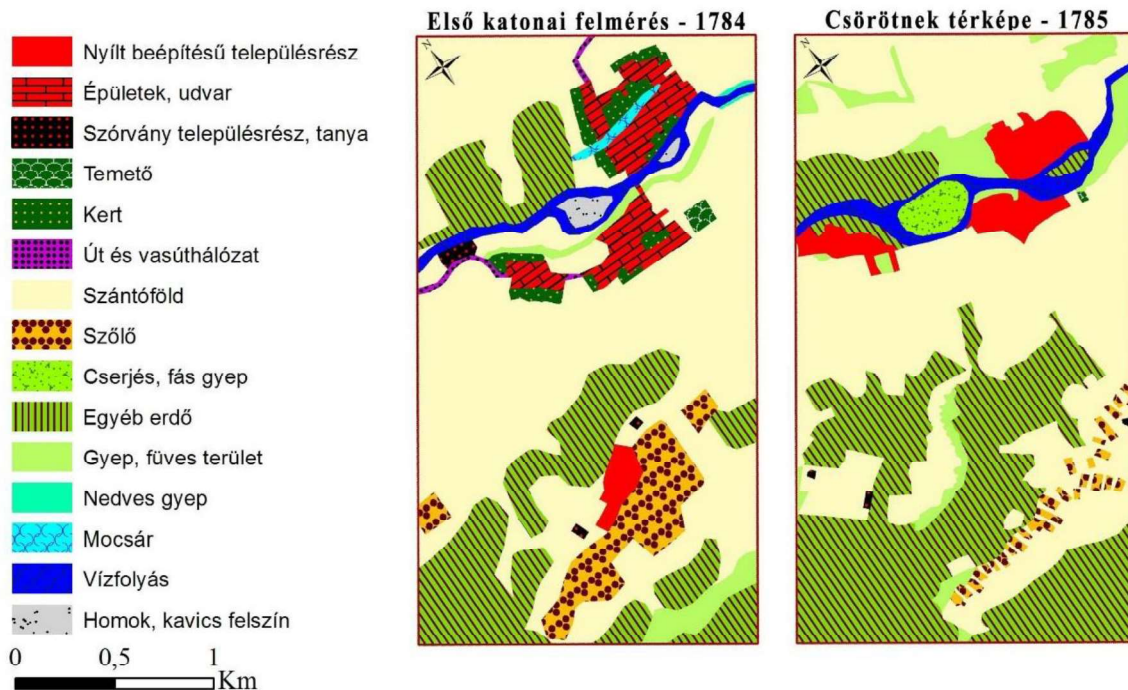 Első katonai felmérés - 1784
Csörötnek térképe - 1785
N
N
Nyílt beépítésű településrész
Épületek, udvar
Szórvány településrész, tanya
Temető
Kert
Út és vasúthálózat
Szántóföld
Szőlő
Cserjés, fás gyep
Egyéb erdő
Gyep, füves terület
Nedves gyep
Mocsár
Vízfolyás
Homok, kavics felszín
0 0,5 1
Km